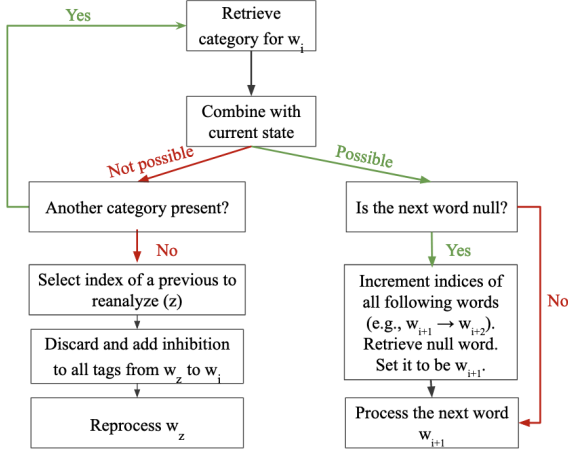 Yes
Retrieve
category for wi
Combine with
current state
Not possible
Possible
Another category present?
Is the next word null?
No
Yes
Select index of a previous to
reanalyze (z)
Increment indices of
all following words
(e.g., wi+1 → wi+2).
Retrieve null word.
Set it to be wi+1.
No
Discard and add inhibition
to all tags from wz to wi
Reprocess wz
Process the next word
wi+1